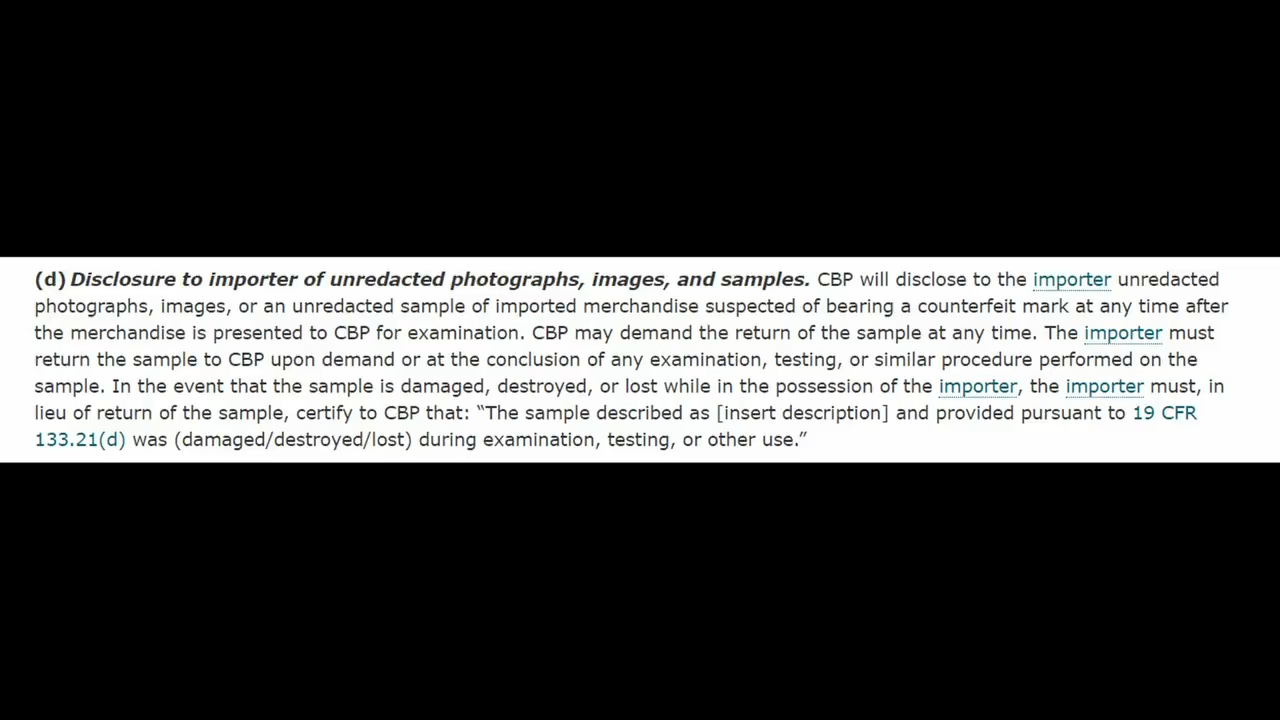 (d) Disclosure to importer of unredacted photographs, images, and samples. CBP will disclose to the importer unredacted
photographs, images, or an unredacted sample of imported merchandise suspected of bearing a counterfeit mark at any time after
the merchandise is presented to CBP for examination. CBP may demand the return of the sample at any time. The importer must
return the sample to CBP upon demand or at the conclusion of any examination, testing, or similar procedure performed on the
sample. In the event that the sample is damaged, destroyed, or lost while in the possession of the importer, the importer must, in
lieu of return of the sample, certify to CBP that: “The sample described as [insert description] and provided pursuant to 19 CFR
133.21(d) was (damaged/destroyed/lost) during examination, testing, or other use.”